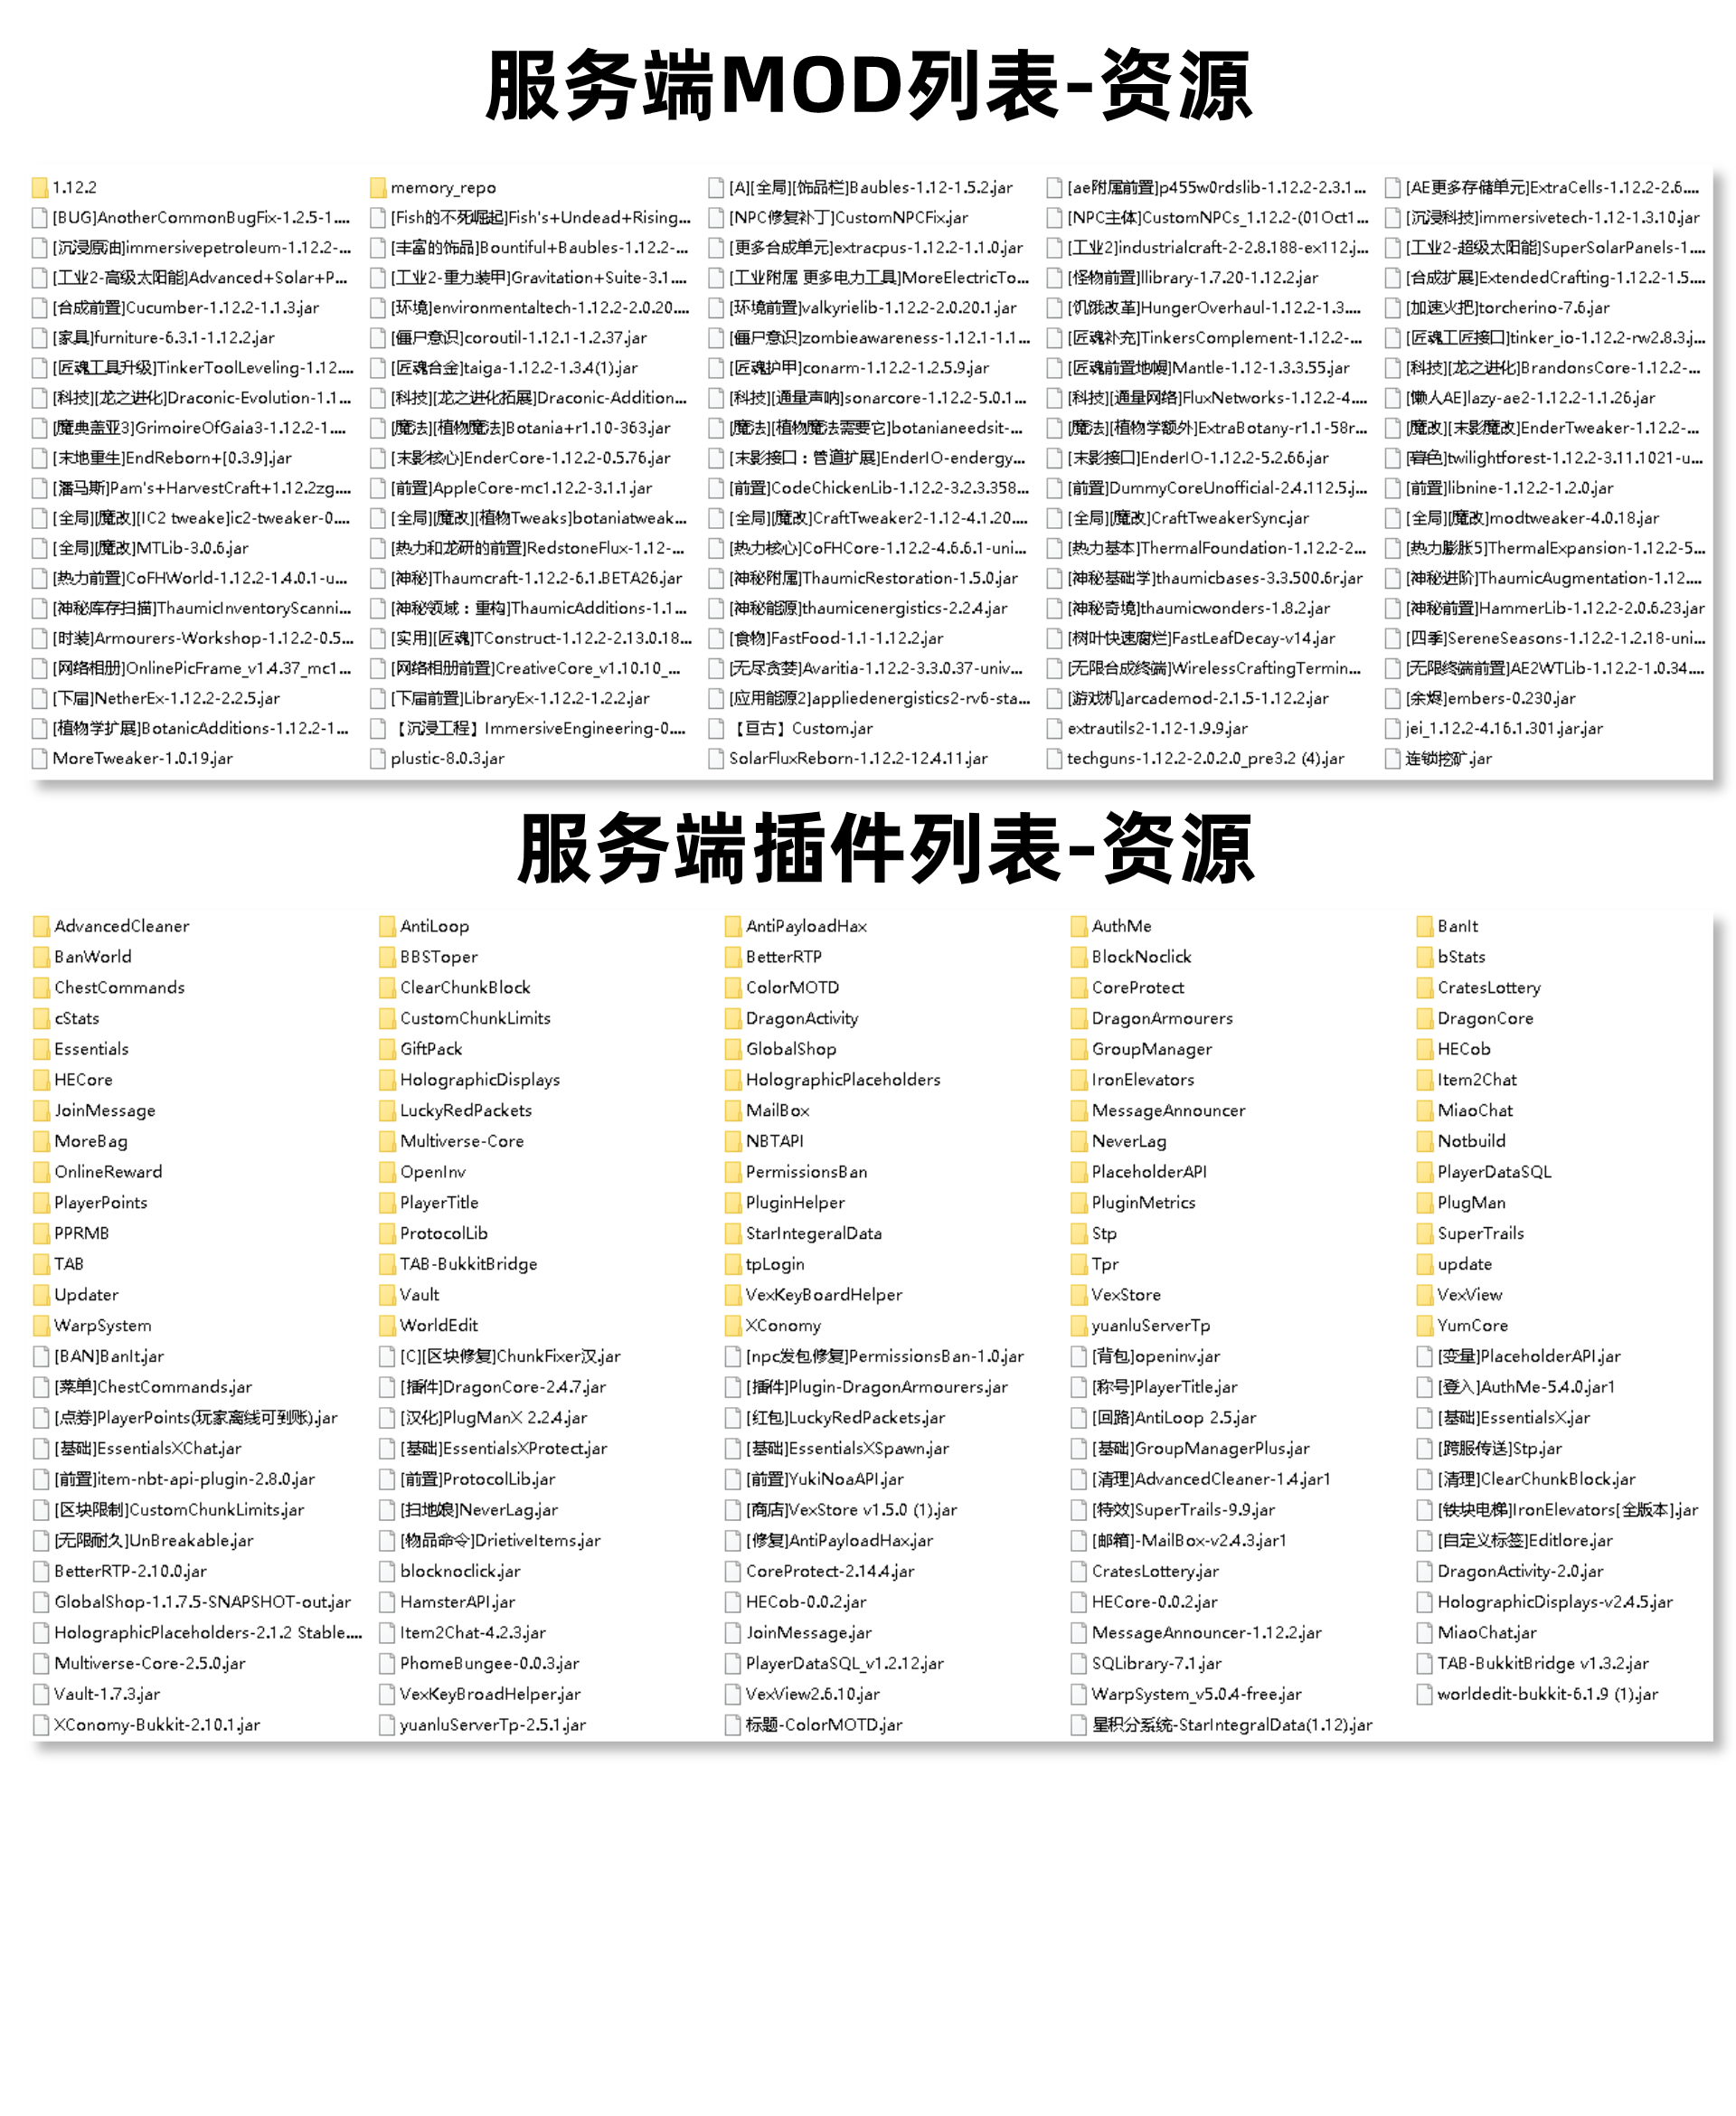 服务端MOD列表-资源
1.12.2 memory_repo [A][全局][饰品栏]Baubles-1.12-1.5.2.jar [ae附属前置]p455w0rdslib-1.12.2-2.3.1... [AE更多存储单元]ExtraCells-1.12.2-2.6....
[BUG]AnotherCommonBugFix-1.2.5-1.... [Fish的不死崛起]Fish's+Undead+Rising... [NPC修复补丁]CustomNPCFix.jar [NPC主体]CustomNPCs_1.12.2-(01Oct1... [沉浸科技]immersivetech-1.12-1.3.10.jar
[沉浸原油]immersivepetroleum-1.12.2-... [丰富的饰品]Bountiful+Baubles-1.12.2-... [更多合成单元]extracpus-1.12.2-1.1.0.jar [工业2]industrialcraft-2-2.8.188-ex112.j... [工业2-超级太阳能]SuperSolarPanels-1....
[工业2-高级太阳能]Advanced+Solar+P... [工业2-重力装甲]Gravitation+Suite-3.1.... [工业附属 更多电力工具]MoreElectricTo... [怪物前置]llibrary-1.7.20-1.12.2.jar [合成扩展]ExtendedCrafting-1.12.2-1.5....
[合成前置]Cucumber-1.12.2-1.1.3.jar [环境]environmentaltech-1.12.2-2.0.20.... [环境前置]valkyrielib-1.12.2-2.0.20.1.jar [饥饿改革]HungerOverhaul-1.12.2-1.3.... [加速火把]torcherino-7.6.jar
[家具]furniture-6.3.1-1.12.2.jar [僵尸意识]coroutil-1.12.1-1.2.37.jar [僵尸意识]zombieawareness-1.12.1-1.1... [匠魂补充]TinkersComplement-1.12.2-... [匠魂工匠接口]tinker_io-1.12.2-rw2.8.3.j...
[匠魂工具升级]TinkerToolLeveling-1.12.... [匠魂合金]taiga-1.12.2-1.3.4(1).jar [匠魂护甲]conarm-1.12.2-1.2.5.9.jar [匠魂前置地幔]Mantle-1.12-1.3.3.55.jar [科技][龙之进化]BrandonsCore-1.12.2-...
[科技][龙之进化]Draconic-Evolution-1.1... [科技][龙之进化拓展]Draconic-Addition... [科技][通量声呐]sonarcore-1.12.2-5.0.1... [科技][通量网络]FluxNetworks-1.12.2-4.... [懒人AE]lazy-ae2-1.12.2-1.1.26.jar
[魔典盖亚3]GrimoireOfGaia3-1.12.2-1.... [魔法][植物魔法]Botania+r1.10-363.jar [魔法][植物魔法需要它]botanianeedsit-... [魔法][植物学额外]ExtraBotany-r1.1-58r... [魔改][末影魔改]EnderTweaker-1.12.2-...
[末地重生]EndReborn+[0.3.9].jar [末影核心]EnderCore-1.12.2-0.5.76.jar [末影接口：管道扩展]EnderIO-endergy... [末影接口]EnderIO-1.12.2-5.2.66.jar [暮色]twilightforest-1.12.2-3.11.1021-u...
[潘马斯]Pam's+HarvestCraft+1.12.2zg.... [前置]AppleCore-mc1.12.2-3.1.1.jar [前置]CodeChickenLib-1.12.2-3.2.3.358... [前置]DummyCoreUnofficial-2.4.112.5.j... [前置]libnine-1.12.2-1.2.0.jar
[全局][魔改][IC2 tweake]ic2-tweaker-0.... [全局][魔改][植物Tweaks]botaniatweak... [全局][魔改]CraftTweaker2-1.12-4.1.20.... [全局][魔改]CraftTweakerSync.jar [全局][魔改]modtweaker-4.0.18.jar
[全局][魔改]MTLib-3.0.6.jar [热力和龙研的前置]RedstoneFlux-1.12-... [热力核心]CoFHCore-1.12.2-4.6.6.1-uni... [热力基本]ThermalFoundation-1.12.2-2... [热力膨胀5]ThermalExpansion-1.12.2-5...
[热力前置]CoFHWorld-1.12.2-1.4.0.1-u... [神秘]Thaumcraft-1.12.2-6.1.BETA26.jar [神秘附属]ThaumicRestoration-1.5.0.jar [神秘基础学]thaumicbases-3.3.500.6r.jar [神秘进阶]ThaumicAugmentation-1.12....
[神秘库存扫描]ThaumicInventoryScanni... [神秘领域：重构]ThaumicAdditions-1.1... [神秘能源]thaumicenergistics-2.2.4.jar [神秘奇境]thaumicwonders-1.8.2.jar [神秘前置]HammerLib-1.12.2-2.0.6.23.jar
[时装]Armourers-Workshop-1.12.2-0.5... [实用][匠魂]TConstruct-1.12.2-2.13.0.18... [食物]FastFood-1.1-1.12.2.jar [树叶快速腐烂]FastLeafDecay-v14.jar [四季]SereneSeasons-1.12.2-1.2.18-uni...
[网络相册]OnlinePicFrame_v1.4.37_mc1... [网络相册前置]CreativeCore_v1.10.10_... [无尽贪婪]Avaritia-1.12.2-3.3.0.37-univ... [无限合成终端]WirelessCraftingTermin... [无限终端前置]AE2WTLib-1.12.2-1.0.34....
[下届]NetherEx-1.12.2-2.2.5.jar [下届前置]LibraryEx-1.12.2-1.2.2.jar [应用能源2]appliedenergistics2-rv6-sta... [游戏机]arcademod-2.1.5-1.12.2.jar [余烬]embers-0.230.jar
[植物学扩展]BotanicAdditions-1.12.2-1... 【沉浸工程】ImmersiveEngineering-0.... 【亘古】Custom.jar extrautils2-1.12-1.9.9.jar jei_1.12.2-4.16.1.301.jar.jar
MoreTweaker-1.0.19.jar plustic-8.0.3.jar SolarFluxReborn-1.12.2-12.4.11.jar techguns-1.12.2-2.0.2.0_pre3.2 (4).jar 连锁挖矿.jar
服务端插件列表-资源
AdvancedCleaner AntiLoop AntiPayloadHax AuthMe BanIt
BanWorld BBSToper BetterRTP BlockNoclick bStats
ChestCommands ClearChunkBlock ColorMOTD CoreProtect CratesLottery
cStats CustomChunkLimits DragonActivity DragonArmourers DragonCore
Essentials GiftPack GlobalShop GroupManager HECob
HECore HolographicDisplays HolographicPlaceholders IronElevators Item2Chat
JoinMessage LuckyRedPackets MailBox MessageAnnouncer MiaoChat
MoreBag Multiverse-Core NBTAPI NeverLag Notbuild
OnlineReward OpenInv PermissionsBan PlaceholderAPI PlayerDataSQL
PlayerPoints PlayerTitle PluginHelper PluginMetrics PlugMan
PPRMB ProtocolLib StarIntegeralData Stp SuperTrails
TAB TAB-BukkitBridge tpLogin Tpr update
Updater Vault VexKeyBoardHelper VexStore VexView
WarpSystem WorldEdit XConomy yuanluServerTp YumCore
[BAN]BanIt.jar [C][区块修复]ChunkFixer汉.jar [npc发包修复]PermissionsBan-1.0.jar [背包]openinv.jar [变量]PlaceholderAPI.jar
[菜单]ChestCommands.jar [插件]DragonCore-2.4.7.jar [插件]Plugin-DragonArmourers.jar [称号]PlayerTitle.jar [登入]AuthMe-5.4.0.jar1
[点券]PlayerPoints(玩家离线可到账).jar [汉化]PlugManX 2.2.4.jar [红包]LuckyRedPackets.jar [回路]AntiLoop 2.5.jar [基础]EssentialsX.jar
[基础]EssentialsXChat.jar [基础]EssentialsXProtect.jar [基础]EssentialsXSpawn.jar [基础]GroupManagerPlus.jar [跨服传送]Stp.jar
[前置]item-nbt-api-plugin-2.8.0.jar [前置]ProtocolLib.jar [前置]YukiNoaAPI.jar [清理]AdvancedCleaner-1.4.jar1 [清理]ClearChunkBlock.jar
[区块限制]CustomChunkLimits.jar [扫地娘]NeverLag.jar [商店]VexStore v1.5.0 (1).jar [特效]SuperTrails-9.9.jar [铁块电梯]IronElevators[全版本].jar
[无限耐久]UnBreakable.jar [物品命令]DrietiveItems.jar [修复]AntiPayloadHax.jar [邮箱]-MailBox-v2.4.3.jar1 [自定义标签]Editlore.jar
BetterRTP-2.10.0.jar blocknoclick.jar CoreProtect-2.14.4.jar CratesLottery.jar DragonActivity-2.0.jar
GlobalShop-1.1.7.5-SNAPSHOT-out.jar HamsterAPI.jar HECob-0.0.2.jar HECore-0.0.2.jar HolographicDisplays-v2.4.5.jar
HolographicPlaceholders-2.1.2 Stable.... Item2Chat-4.2.3.jar JoinMessage.jar MessageAnnouncer-1.12.2.jar MiaoChat.jar
Multiverse-Core-2.5.0.jar PhomeBungee-0.0.3.jar PlayerDataSQL_v1.2.12.jar SQLibrary-7.1.jar TAB-BukkitBridge v1.3.2.jar
Vault-1.7.3.jar VexKeyBroadHelper.jar VexView2.6.10.jar WarpSystem_v5.0.4-free.jar worldedit-bukkit-6.1.9 (1).jar
XConomy-Bukkit-2.10.1.jar yuanluServerTp-2.5.1.jar 标题-ColorMOTD.jar 星积分系统-StarIntegralData(1.12).jar